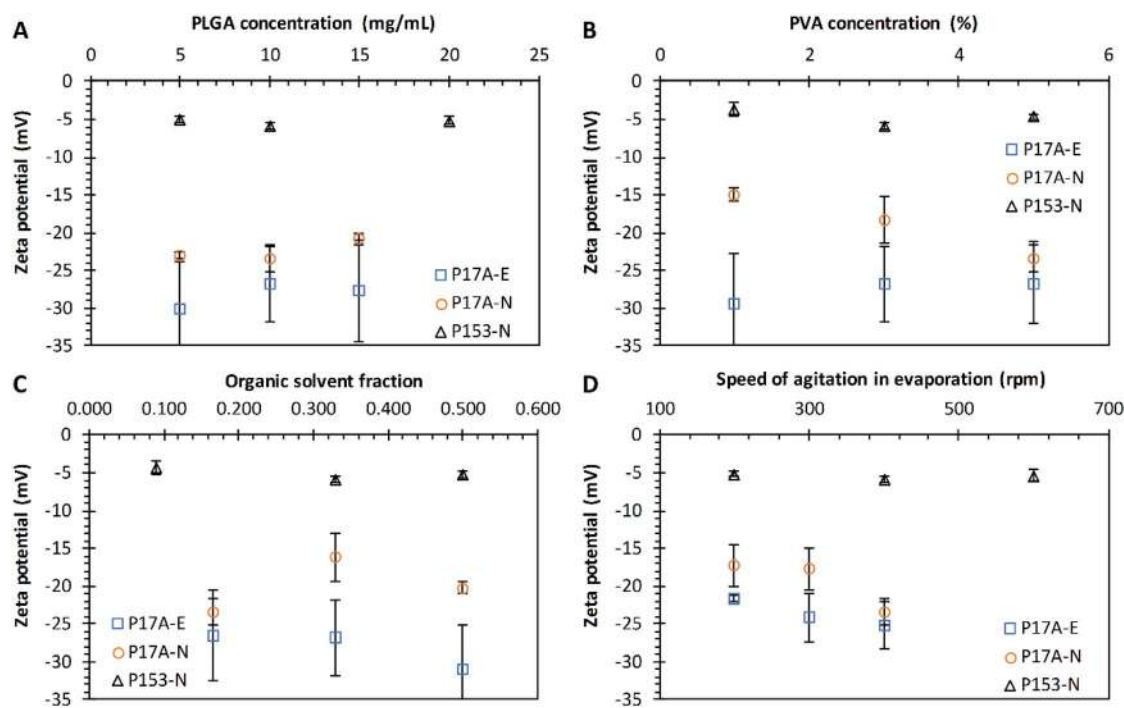 A
PLGA concentration (mg/mL)
0 5 10 15 20 25
Zeta potential (mV)
0
-5
-10
-15
-20
-25
-30
-35
P17A-E
P17A-N
P153-N
B
PVA concentration (%)
0 2 4 6
Zeta potential (mV)
0
-5
-10
-15
-20
-25
-30
-35
P17A-E
P17A-N
P153-N
C
Organic solvent fraction
0.000 0.100 0.200 0.300 0.400 0.500 0.600
Zeta potential (mV)
0
-5
-10
-15
-20
-25
-30
-35
P17A-E
P17A-N
P153-N
D
Speed of agitation in evaporation (rpm)
100 300 500 700
Zeta potential (mV)
0
-5
-10
-15
-20
-25
-30
-35
P17A-E
P17A-N
P153-N